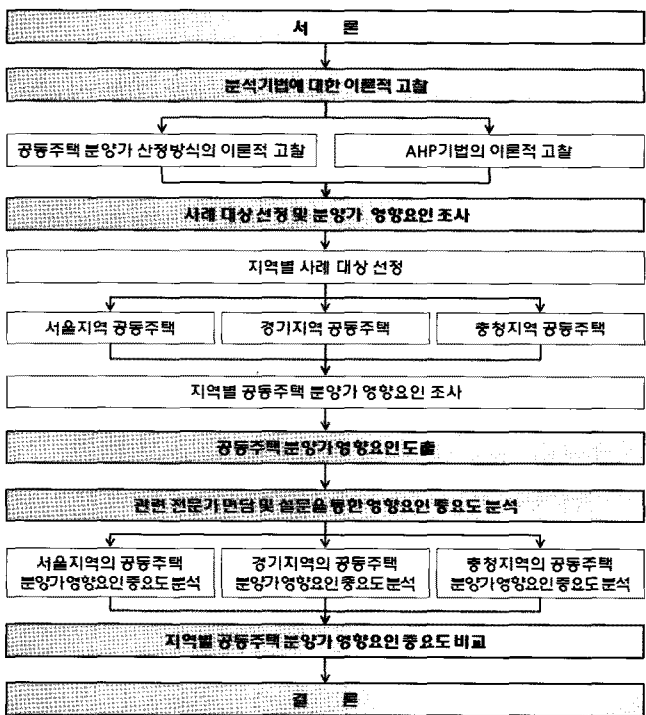 서 론
분석기법에 대한 이론적 고찰
공동주택 분양가 산정방식의 이론적 고찰
AHP기법의 이론적 고찰
사례 대상 선정 및 분양가 영향요인 조사
지역별 사례 대상 선정
서울지역 공동주택
경기지역 공동주택
충청지역 공동주택
지역별 공동주택 분양가 영향요인 조사
공동주택 분양가 영향요인 도출
관련 전문가 면담 및 설문을 통한 영향요인 중요도 분석
서울지역의 공동주택
분양가영향요인 중요도 분석
경기지역의 공동주택
분양가영향요인 중요도 분석
충청지역의 공동주택
분양가영향요인 중요도 분석
지역별 공동주택 분양가 영향요인 중요도 비교
결 론